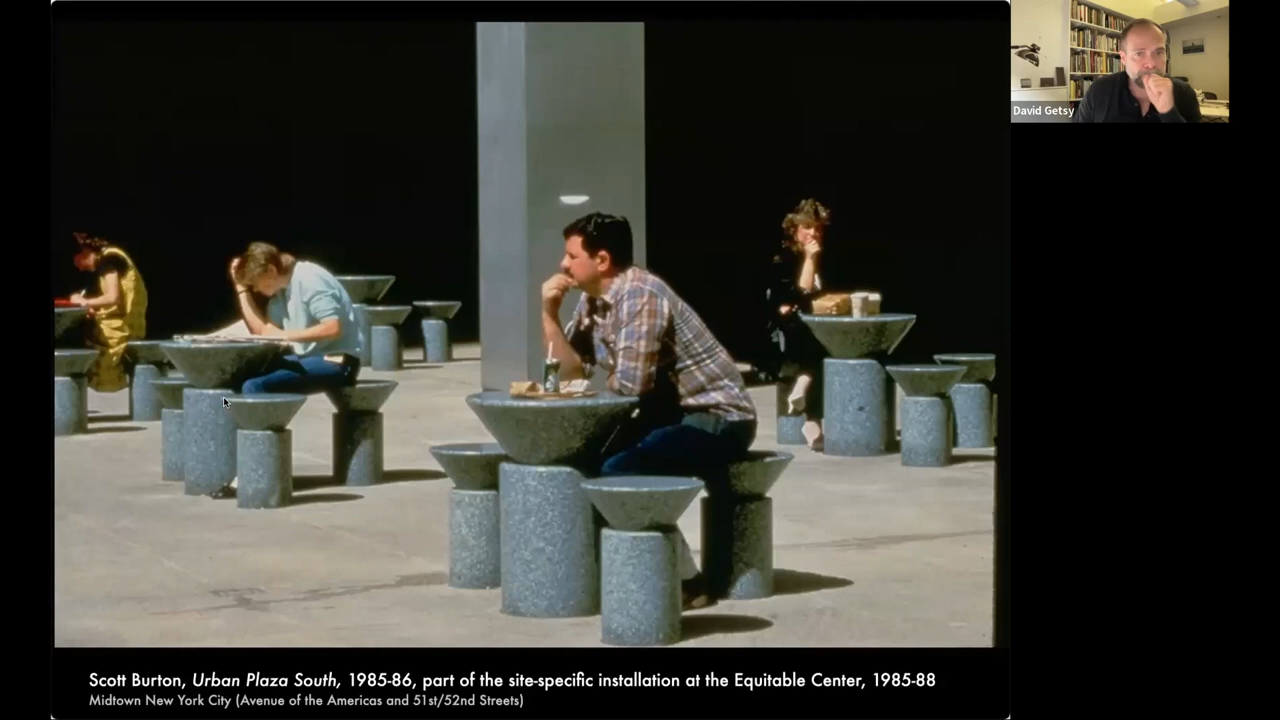 David Getsy
Scott Burton, Urban Plaza South, 1985-86, part of the site-specific installation at the Equitable Center, 1985-88
Midtown New York City (Avenue of the Americas and 51st/52nd Streets)